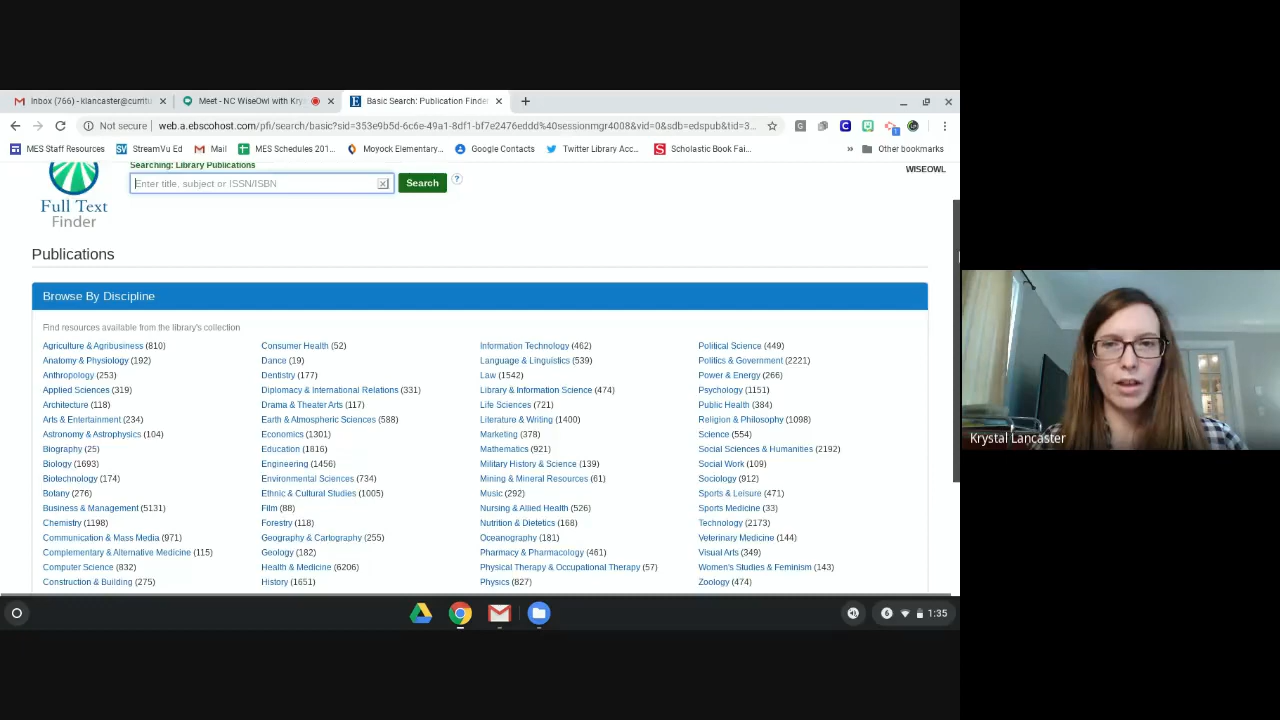 Inbox (766) - klancaster@curritu
Meet - NC WiseOwl with Krys
Basic Search: Publication Finder
Not secure
web.a.ebscohost.com/pfi/search/basic?sid=353e9b5d-6c6e-49a1-8df1-bf7e2476eddd%40sessionmgr4008&vid=0&sdb=edspub&tid=3...
MES Staff Resources
StreamVu Ed
Mail
MES Schedules 201...
Moyock Elementary...
Google Contacts
Twitter Library Acc...
Scholastic Book Fai...
Other bookmarks
Searching: Library Publications
WISEOWL
Enter title, subject or ISSN/ISBN
Search
Full Text
Finder
Publications
Browse By Discipline
Find resources available from the library's collection
Agriculture & Agribusiness (810)
Anatomy & Physiology (192)
Anthropology (253)
Applied Sciences (319)
Architecture (118)
Arts & Entertainment (234)
Astronomy & Astrophysics (104)
Biography (25)
Biology (1693)
Biotechnology (174)
Botany (276)
Business & Management (5131)
Chemistry (1198)
Communication & Mass Media (971)
Complementary & Alternative Medicine (115)
Computer Science (832)
Construction & Building (275)
Consumer Health (52)
Dance (19)
Dentistry (177)
Diplomacy & International Relations (331)
Drama & Theater Arts (117)
Earth & Atmospheric Sciences (588)
Economics (1301)
Education (1816)
Engineering (1456)
Environmental Sciences (734)
Ethnic & Cultural Studies (1005)
Film (88)
Forestry (118)
Geography & Cartography (255)
Geology (182)
Health & Medicine (6206)
History (1651)
Information Technology (462)
Language & Linguistics (539)
Law (1542)
Library & Information Science (474)
Life Sciences (721)
Literature & Writing (1400)
Marketing (378)
Mathematics (921)
Military History & Science (139)
Mining & Mineral Resources (61)
Music (292)
Nursing & Allied Health (526)
Nutrition & Dietetics (168)
Oceanography (181)
Pharmacy & Pharmacology (461)
Physical Therapy & Occupational Therapy (57)
Physics (827)
Political Science (449)
Politics & Government (2221)
Power & Energy (266)
Psychology (1151)
Public Health (384)
Religion & Philosophy (1098)
Science (554)
Social Sciences & Humanities (2192)
Social Work (109)
Sociology (912)
Sports & Leisure (471)
Sports Medicine (33)
Technology (2173)
Veterinary Medicine (144)
Visual Arts (349)
Women's Studies & Feminism (143)
Zoology (474)
Krystal Lancaster
6
1:35